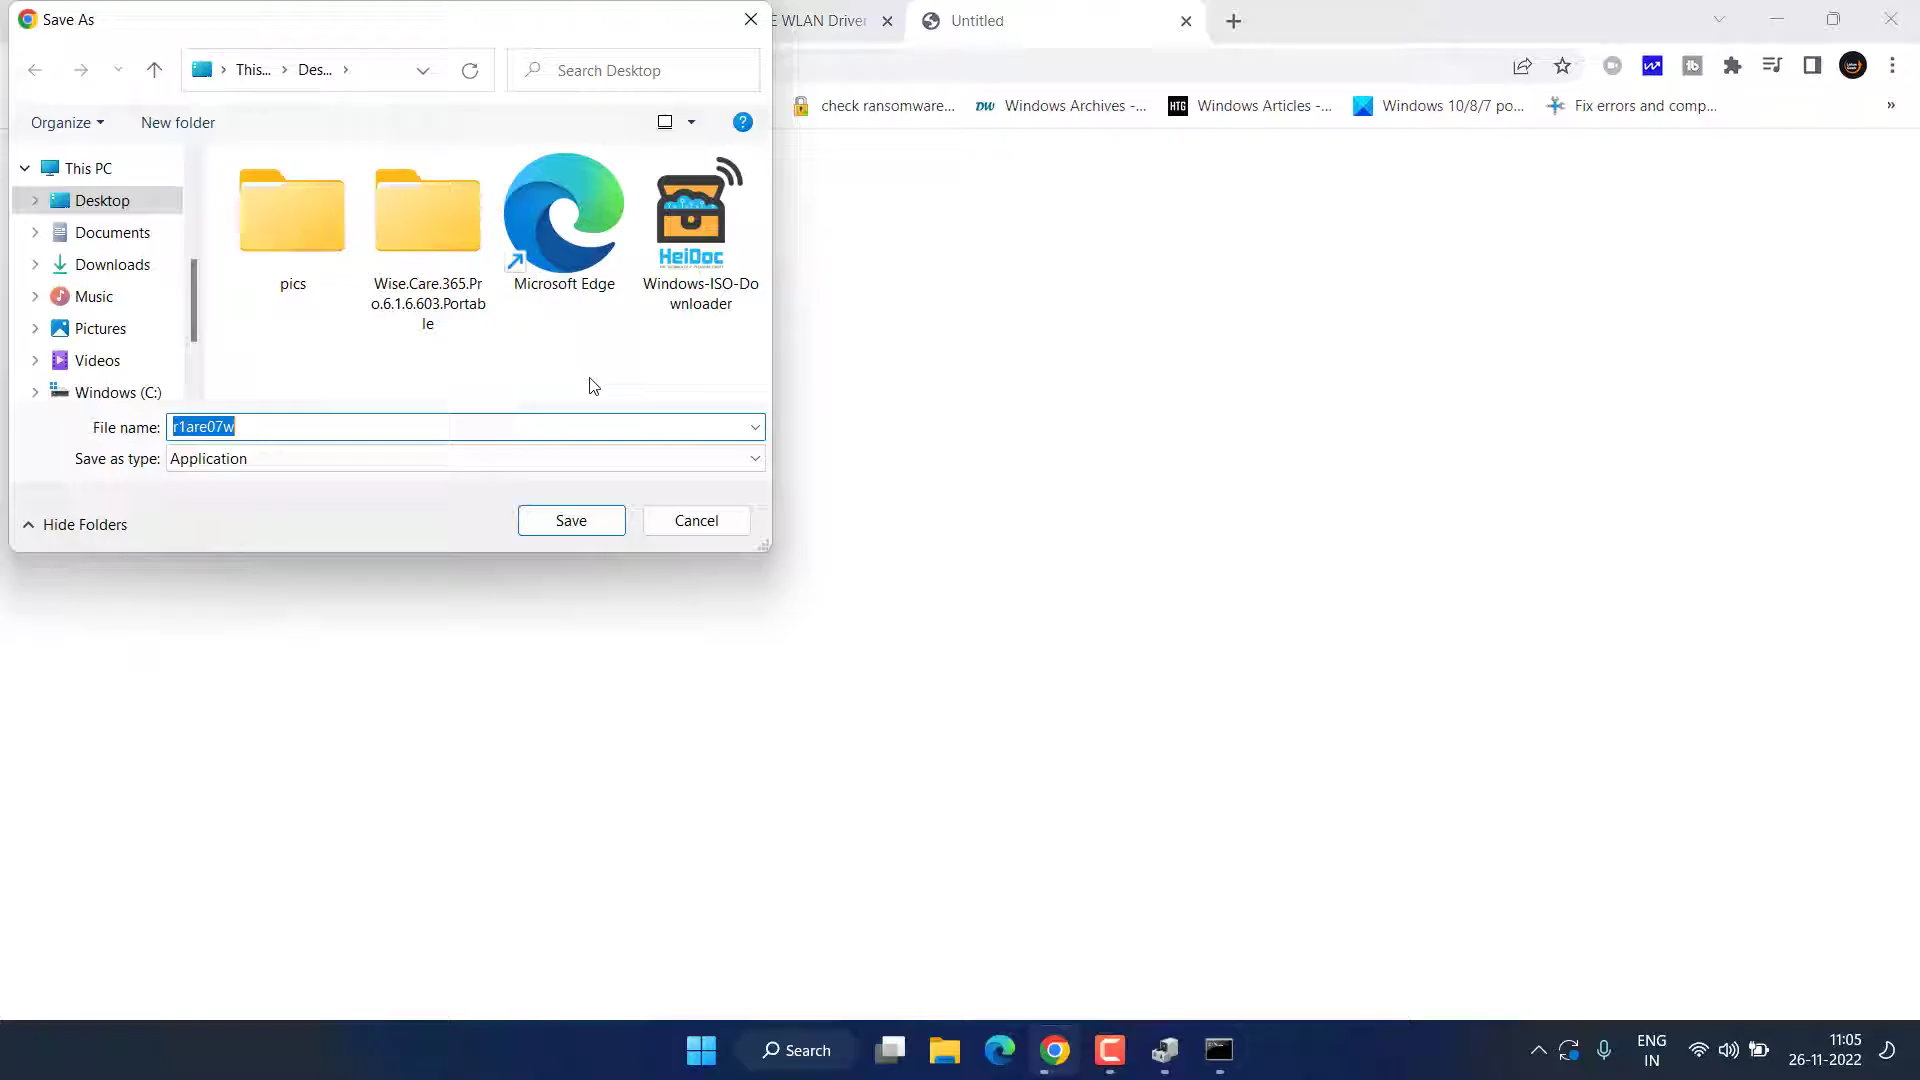 Save As
E WLAN Driver
Untitled
This...
Des...
Search Desktop
check ransomware...
DW
Windows Archives -...
HTG
Windows Articles -...
Windows 10/8/7 po...
Fix errors and comp...
»
Organize
New folder
?
This PC
Desktop
Documents
Downloads
Music
Pictures
Videos
Windows (C:)
HeiDoc
pics
Wise.Care.365.Pr
o.6.1.6.603.Portab
le
Microsoft Edge
Windows-ISO-Do
wnloader
File name:
r1are07w
Save as type:
Application
Hide Folders
Save
Cancel
Search
ENG
IN
11:05
26-11-2022